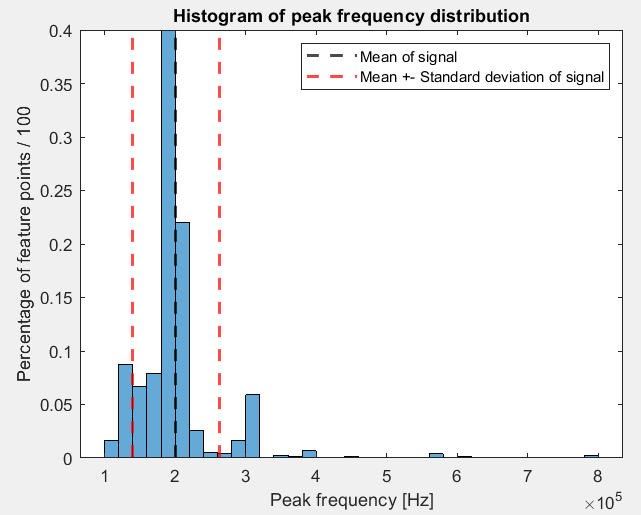 Histogram of peak frequency distribution
Mean of signal
Mean +- Standard deviation of signal
Percentage of feature points / 100
0.4
0.35
0.3
0.25
0.2
0.15
0.1
0.05
0
1 2 3 4 5 6 7 8
Peak frequency [Hz]
×10⁵